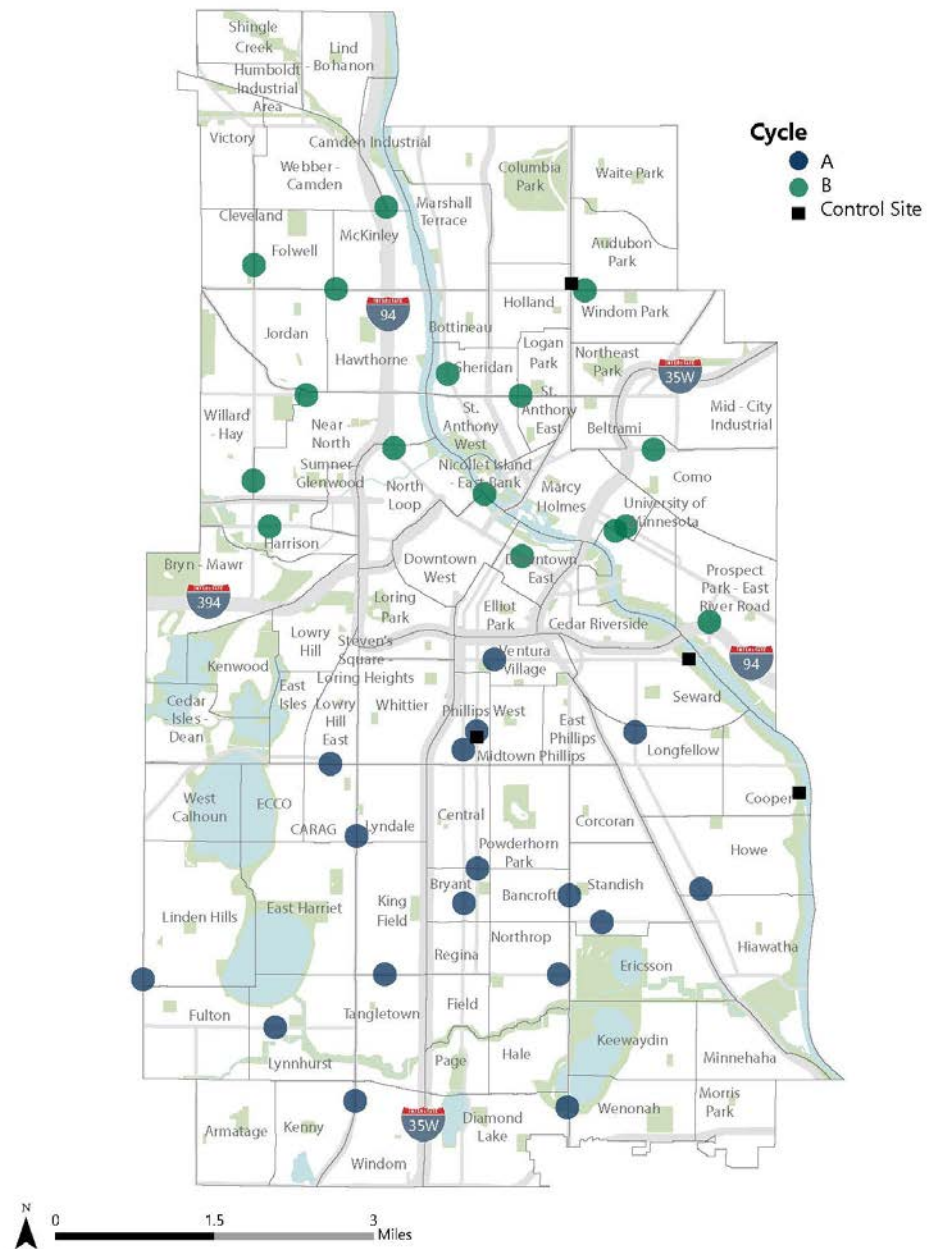 Shingle
Creek
Lind
- Bohanon
Humboldt
Industrial
Area
Victory
Camden Industrial
Webber -
Camden
Columbia
Park
Waite Park
Cycle
A
B
Control Site
Cleveland
Marshall
Terrace
McKinley
Folwell
Audubon
Park
INTERSTATE
94
Holland
Windom Park
Jordan
Bottineau
Logan
Park
Hawthorne
Sheridan
Northeast
Park
INTERSTATE
35W
Willard
- Hay
Near -
North
St.
Anthony
West
St.
Anthony
East
Beltrami
Mid - City
Industrial
Sumner-
Glenwood
North
Loop
Nicollet Island
- East Bank
Marcy
Holmes
Como
University of
Minnesota
Harrison
Bryn - Mawr
Downtown
West
Downtown
East
Prospect
Park - East
River Road
INTERSTATE
394
Loring
Park
Elliot
Park
Cedar Riverside
Lowry
Hill
Steven's
Square -
Loring Heights
Ventura
Village
INTERSTATE
94
Kenwood
East
Isles
Lowry
Hill
East
Whittier
Seward
Cedar
- Isles -
Dean
Phillips West
East
Phillips
Midtown Phillips
Longfellow
West
Calhoun
ECCO
CARAG
Lyndale
Central
Corcoran
Cooper
Powderhorn
Park
Howe
Bryant
Bancroft
Standish
Linden Hills
East Harriet
King
Field
Northrop
Hiawatha
Regina
Ericsson
Fulton
Tangletown
Field
Lynnhurst
Page
Hale
Keewaydin
Minnehaha
Armatage
Kenny
INTERSTATE
35W
Diamond
Lake
Wenonah
Morris
Park
Windom
N
0
1.5
3
Miles